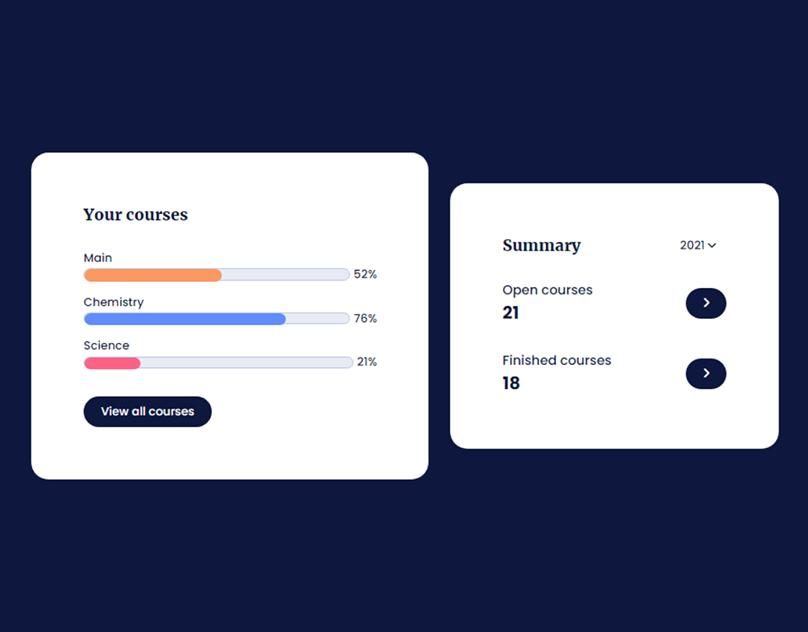 Your courses
Main
52%
Chemistry
76%
Science
21%
View all courses
Summary
2021
Open courses
21
Finished courses
18